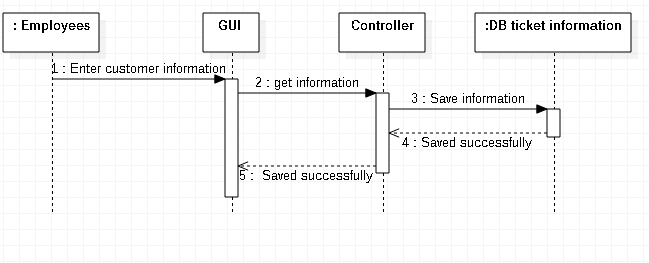 : Employees
GUI
Controller
:DB ticket information
1 : Enter customer information
2 : get information
3 : Save information
4 : Saved successfully
5 : Saved successfully